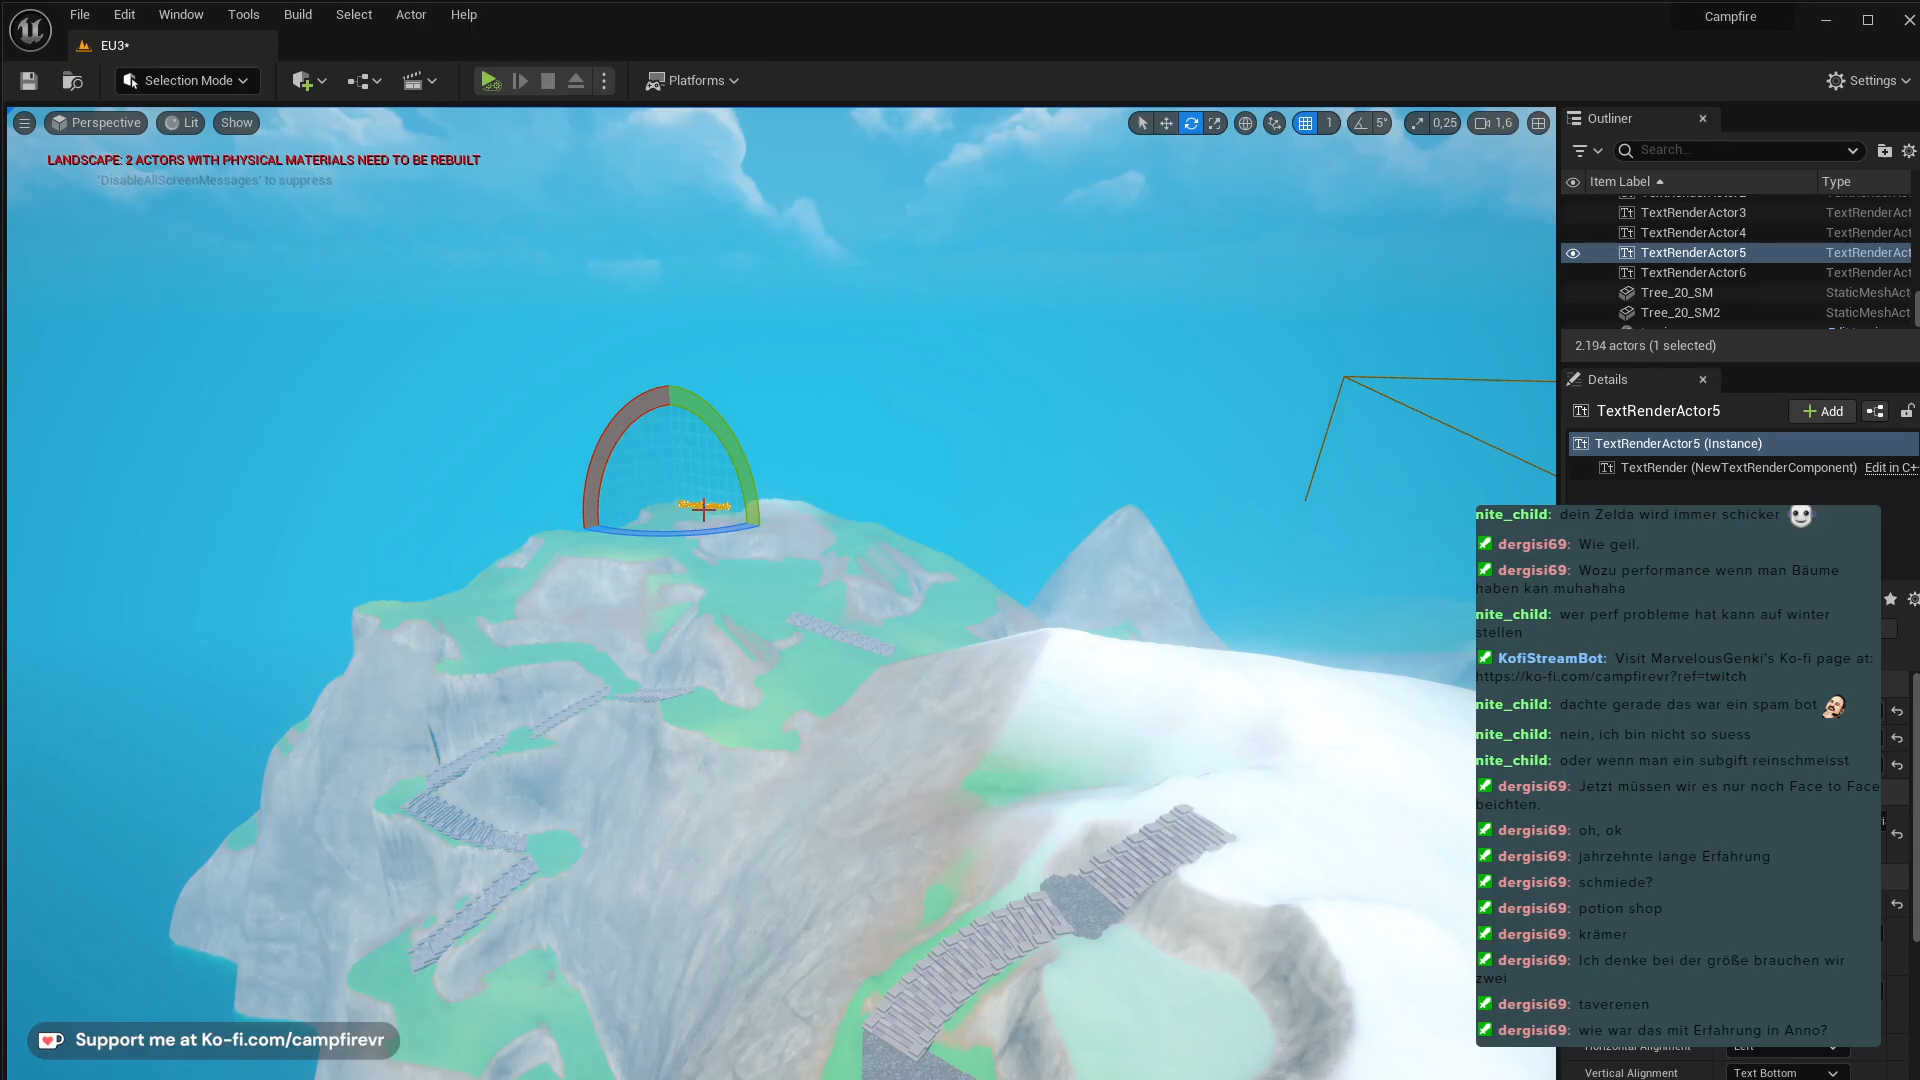 File Edit Window Tools Build Select Actor Help
Campfire
EU3*
Selection Mode
Platforms
Settings
Perspective Lit Show
1 5° 0,25 1,6
LANDSCAPE: 2 ACTORS WITH PHYSICAL MATERIALS NEED TO BE REBUILT
'DisableAllScreenMessages' to suppress
Outliner
Search...
Item Label Type
TextRenderActor3 TextRenderAct
TextRenderActor4 TextRenderAct
TextRenderActor5 TextRenderAct
TextRenderActor6 TextRenderAct
Tree_20_SM StaticMeshAct
Tree_20_SM2 StaticMeshAct
2.194 actors (1 selected)
Details
TextRenderActor5
Add
TextRenderActor5 (Instance)
TextRender (NewTextRenderComponent) Edit in C+
nite_child: dein Zelda wird immer schicker
dergisi69: Wie geil.
dergisi69: Wozu performance wenn man Bäume
haben kan muhahaha
nite_child: wer perf probleme hat kann auf winter
stellen
KofiStreamBot: Visit MarvelousGenki's Ko-fi page at:
https://ko-fi.com/campfirevr?ref=twitch
nite_child: dachte gerade das war ein spam bot
nite_child: nein, ich bin nicht so suess
nite_child: oder wenn man ein subgift reinschmeisst
dergisi69: Jetzt müssen wir es nur noch Face to Face
beichten.
dergisi69: oh, ok
dergisi69: jahrzehnte lange Erfahrung
dergisi69: schmiede?
dergisi69: potion shop
dergisi69: krämer
dergisi69: Ich denke bei der größe brauchen wir
zwei
dergisi69: taverenen
dergisi69: wie war das mit Erfahrung in Anno?
Horizontal Alignment Left
Vertical Alignment Text Bottom
Support me at Ko-fi.com/campfirevr